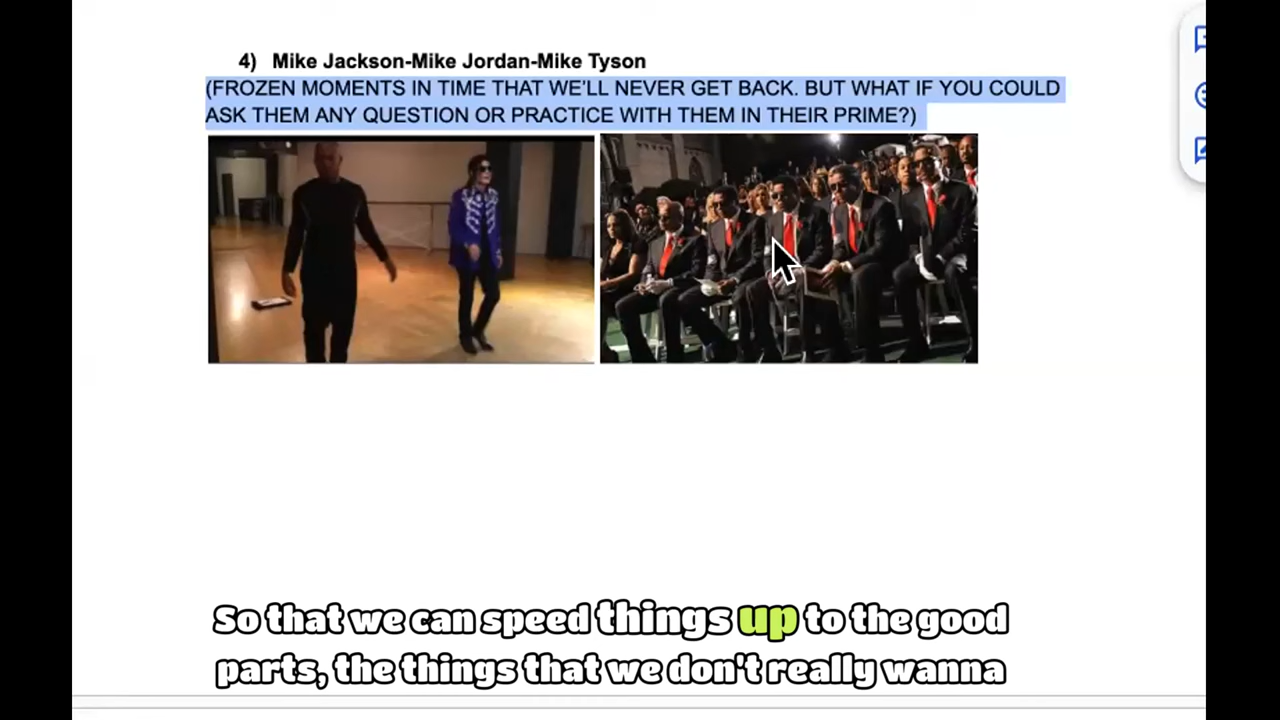 4) Mike Jackson-Mike Jordan-Mike Tyson
(FROZEN MOMENTS IN TIME THAT WE'LL NEVER GET BACK. BUT WHAT IF YOU COULD
ASK THEM ANY QUESTION OR PRACTICE WITH THEM IN THEIR PRIME?)
So that we can speed things up to the good
parts, the things that we don't really wanna